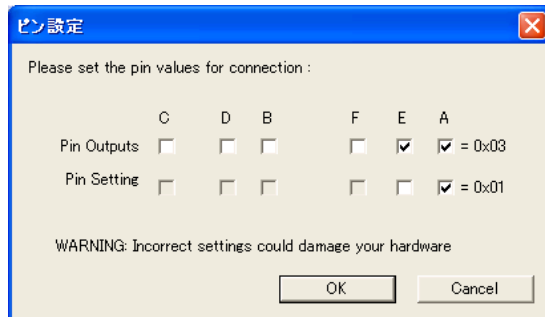 ピン設定
Please set the pin values for connection :
C D B F E A
Pin Outputs = 0x03
Pin Setting = 0x01
WARNING: Incorrect settings could damage your hardware
OK Cancel